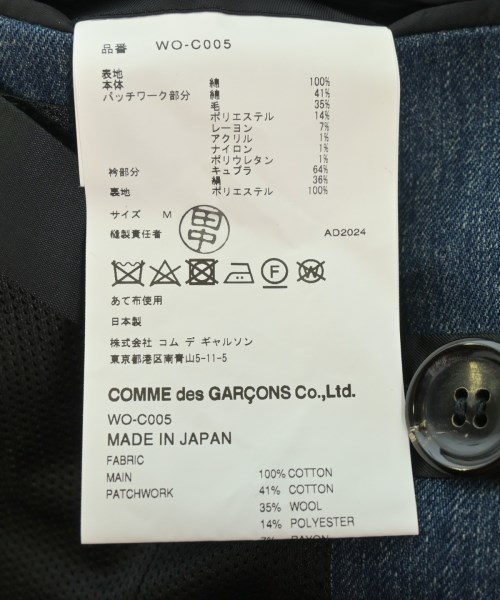 品番 WO-C005
表地
本体 綿 100%
パッチワーク部分 綿 41%
毛 35%
ポリエステル 14%
レーヨン 7%
アクリル 1%
ナイロン 1%
ポリウレタン 1%
衿部分 キュプラ 64%
絹 36%
裏地 ポリエステル 100%
サイズ M
縫製責任者 田中 AD2024
F W
あて布使用
日本製
株式会社 コム デ ギャルソン
東京都港区南青山5-11-5
COMME des GARÇONS Co.,Ltd.
WO-C005
MADE IN JAPAN
FABRIC
MAIN 100% COTTON
PATCHWORK 41% COTTON
35% WOOL
14% POLYESTER
7% RAYON